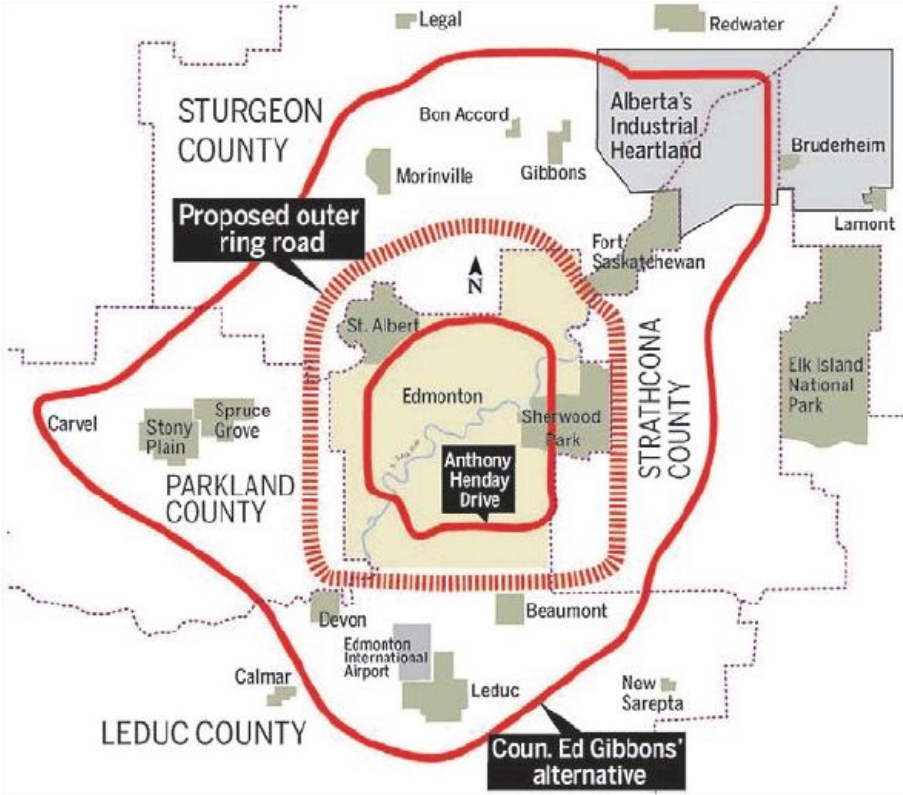 Legal
Redwater
STURGEON
COUNTY
Alberta's
Industrial
Heartland
Bon Accord
Gibbons
Bruderheim
Morinville
Lamont
Proposed outer
ring road
Fort
Saskatchewan
N
St. Albert
STRATHCONA
COUNTY
Elk Island
National
Park
Edmonton
Carvel
Spruce
Grove
Stony
Plain
Sherwood
Park
Anthony
Henday
Drive
PARKLAND
COUNTY
Devon
Beaumont
Edmonton
International
Airport
Calmar
Leduc
New
Sarepta
LEDUC COUNTY
Coun. Ed Gibbons'
alternative